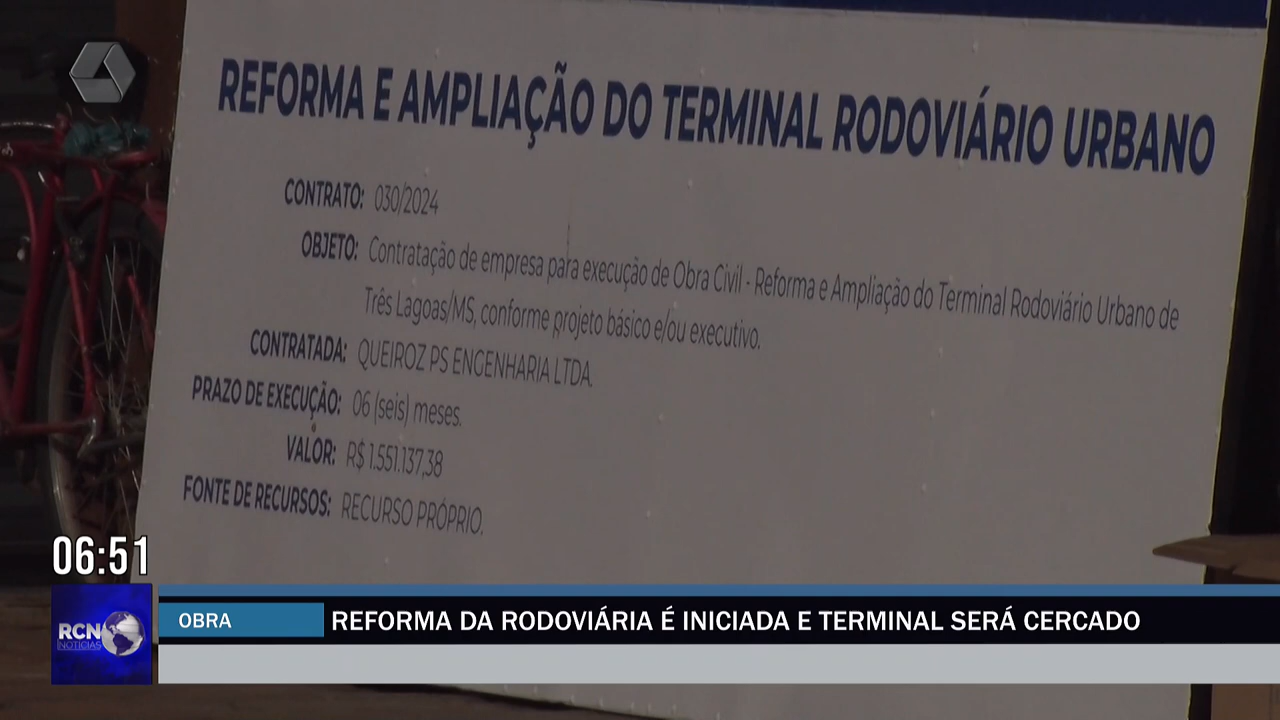 REFORMA E AMPLIAÇÃO DO TERMINAL RODOVIÁRIO URBANO
CONTRATO: 030/2024
OBJETO: Contratação de empresa para execução de Obra Civil - Reforma e Ampliação do Terminal Rodoviário Urbano de
Três Lagoas/MS, conforme projeto básico e/ou executivo.
CONTRATADA: QUEIROZ PS ENGENHARIA LTDA.
PRAZO DE EXECUÇÃO: 06 (seis) meses.
VALOR: R$ 1.551.137,38
FONTE DE RECURSOS: RECURSO PRÓPRIO.
06:51
RCN
NOTÍCIAS
OBRA
REFORMA DA RODOVIÁRIA É INICIADA E TERMINAL SERÁ CERCADO